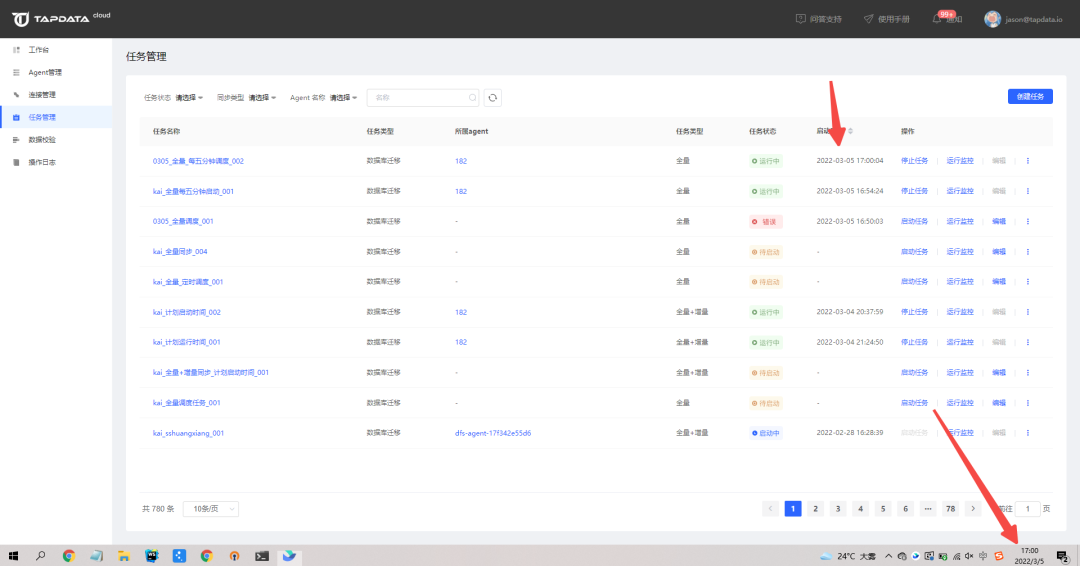 TAPDATA cloud
问答支持
使用手册
99+
通知
jason@tapdata.io
工作台
Agent管理
连接管理
任务管理
数据校验
操作日志
任务管理
任务状态 请选择 同步类型 请选择 Agent 名称 请选择 名称 创建任务
任务名称 任务类型 所属agent 任务类型 任务状态 启动 操作
0305_全量_每五分钟调度_002 数据库迁移 182 全量 运行中 2022-03-05 17:00:04 停止任务 运行监控 编辑
kai_全量每五分钟启动_001 数据库迁移 182 全量 运行中 2022-03-05 16:54:24 停止任务 运行监控 编辑
0305_全量调度_001 数据库迁移 - 全量 错误 2022-03-05 16:50:03 启动任务 运行监控 编辑
kai_全量同步_004 数据库迁移 - 全量 待启动 - 启动任务 运行监控 编辑
kai_全量_定时调度_001 数据库迁移 - 全量 待启动 - 启动任务 运行监控 编辑
kai_计划启动时间_002 数据库迁移 182 全量+增量 运行中 2022-03-04 20:37:59 停止任务 运行监控 编辑
kai_计划运行时间_001 数据库迁移 182 全量+增量 运行中 2022-03-04 21:24:50 停止任务 运行监控 编辑
kai_全量+增量同步_计划启动时间_001 数据库迁移 - 全量+增量 待启动 - 启动任务 运行监控 编辑
kai_全量调度任务_001 数据库迁移 - 全量 待启动 - 启动任务 运行监控 编辑
kai_sshuangxiang_001 数据库迁移 dfs-agent-17f342e55d6 全量+增量 启动中 2022-02-28 16:28:39 启动任务 运行监控 编辑
共 780 条 10条/页 1 2 3 4 5 6 ··· 78 前往 1 页
24°C 大雾 中 17:00
2022/3/5
2